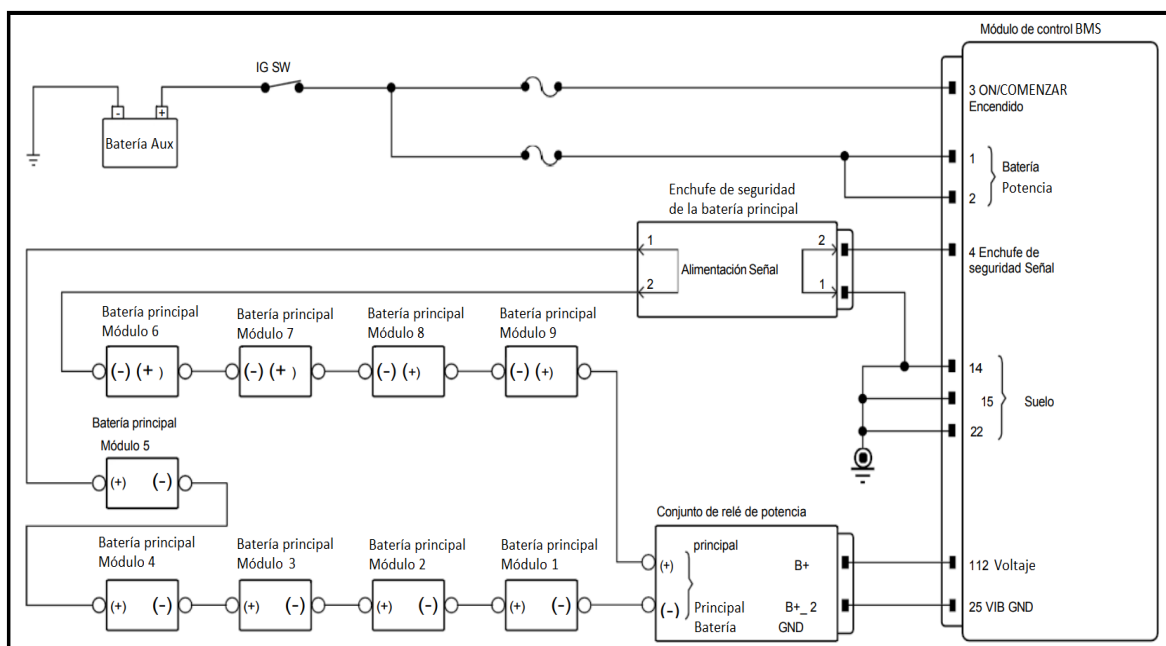 Módulo de control BMS
IG SW
3 ON/COMENZAR
Encendido
- +
Batería Aux
1
Batería
Potencia
2
Enchufe de seguridad
de la batería principal
1 2
Alimentación Señal
2 1
4 Enchufe de
seguridad Señal
Batería principal
Módulo 6
Batería principal
Módulo 7
Batería principal
Módulo 8
Batería principal
Módulo 9
(-) (+ )
(-) (+ )
(-) (+)
(-) (+)
14
15
Suelo
22
Batería principal
Módulo 5
(+) (-)
Conjunto de relé de potencia
Batería principal
Módulo 4
Batería principal
Módulo 3
Batería principal
Módulo 2
Batería principal
Módulo 1
(+) (-)
(+) (-)
(+) (-)
(+) (-)
principal
(+) B+
(-) Principal B+_ 2
Batería GND
112 Voltaje
25 VIB GND